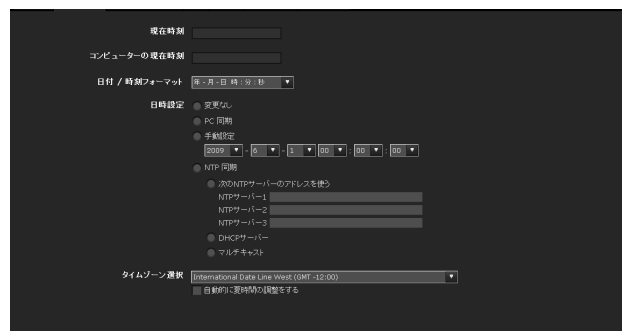 現在時刻
コンピューターの現在時刻
日付 / 時刻フォーマット 年 - 月 - 日 時 : 分 : 秒
日時設定 変更なし
PC 同期
手動設定
2009 - 6 - 1 00 : 00 : 00
NTP 同期
次のNTPサーバーのアドレスを使う
NTPサーバー1
NTPサーバー2
NTPサーバー3
DHCPサーバー
マルチキャスト
タイムゾーン選択 International Date Line West (GMT -12:00)
自動的に夏時間の調整をする